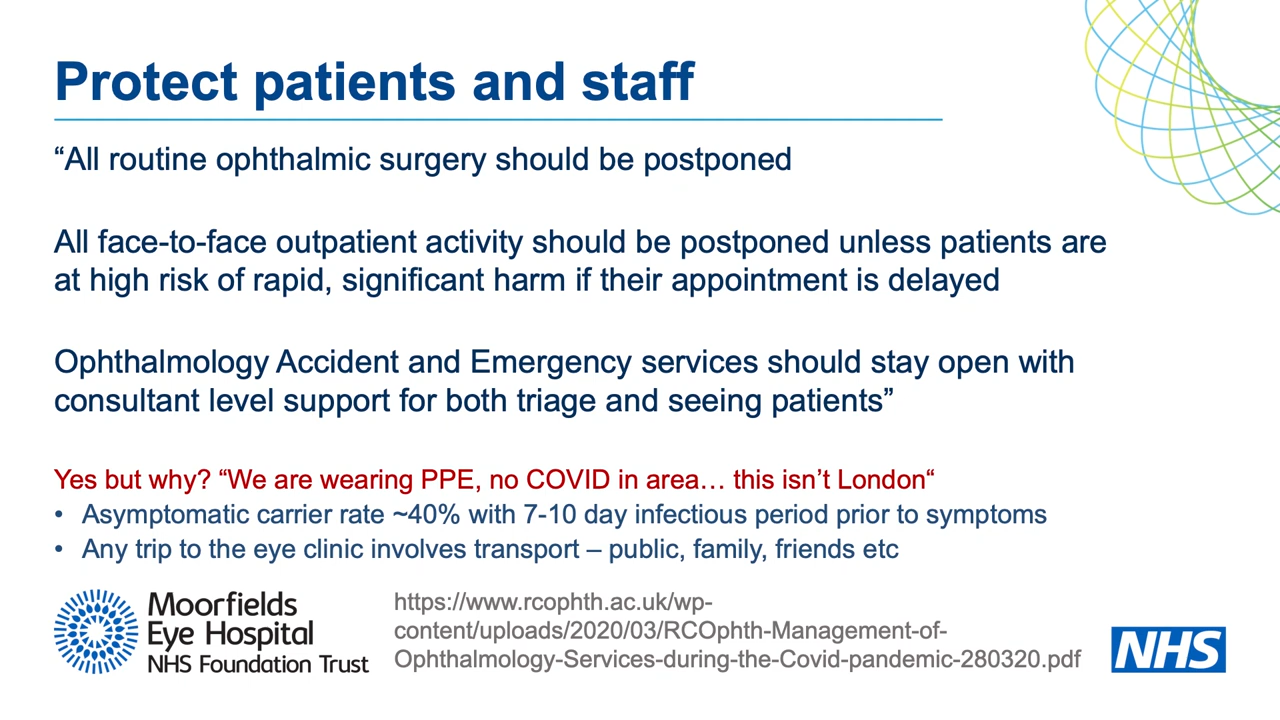 Protect patients and staff
“All routine ophthalmic surgery should be postponed
All face-to-face outpatient activity should be postponed unless patients are
at high risk of rapid, significant harm if their appointment is delayed
Ophthalmology Accident and Emergency services should stay open with
consultant level support for both triage and seeing patients”
Yes but why? “We are wearing PPE, no COVID in area… this isn’t London“
• Asymptomatic carrier rate ~40% with 7-10 day infectious period prior to symptoms
• Any trip to the eye clinic involves transport – public, family, friends etc
Moorfields
Eye Hospital
NHS Foundation Trust
https://www.rcophth.ac.uk/wp-
content/uploads/2020/03/RCOphth-Management-of-
Ophthalmology-Services-during-the-Covid-pandemic-280320.pdf
NHS